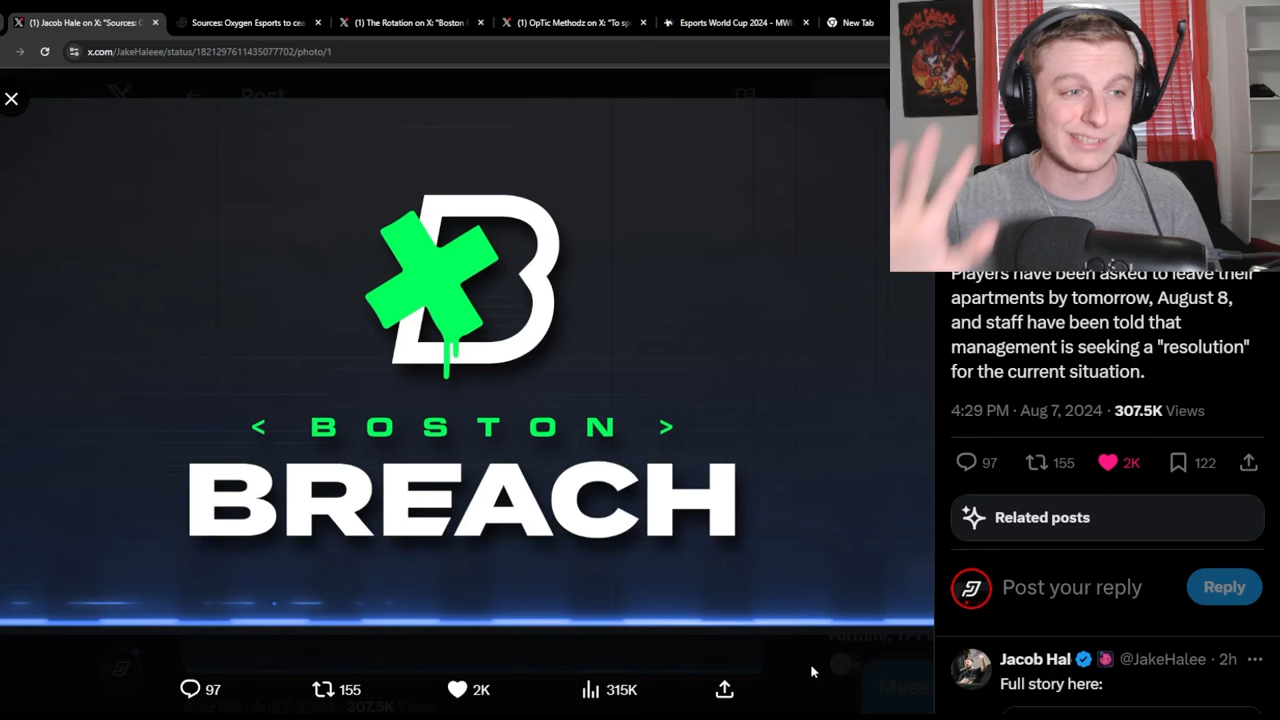 (1) Jacob Hale on X: "Sources: O
Sources: Oxygen Esports to cea
(1) The Rotation on X: "Boston
(1) OpTic Methodz on X: "To sp
Esports World Cup 2024 - MWI
New Tab
x.com/JakeHaleee/status/1821297611435077702/photo/1
Post
< BOSTON >
BREACH
97
155
2K
315K
Players have been asked to leave their
apartments by tomorrow, August 8,
and staff have been told that
management is seeking a "resolution"
for the current situation.
4:29 PM · Aug 7, 2024 · 307.5K Views
97
155
2K
122
Related posts
Post your reply
Reply
Jacob Hal
@JakeHalee · 2h
Full story here: